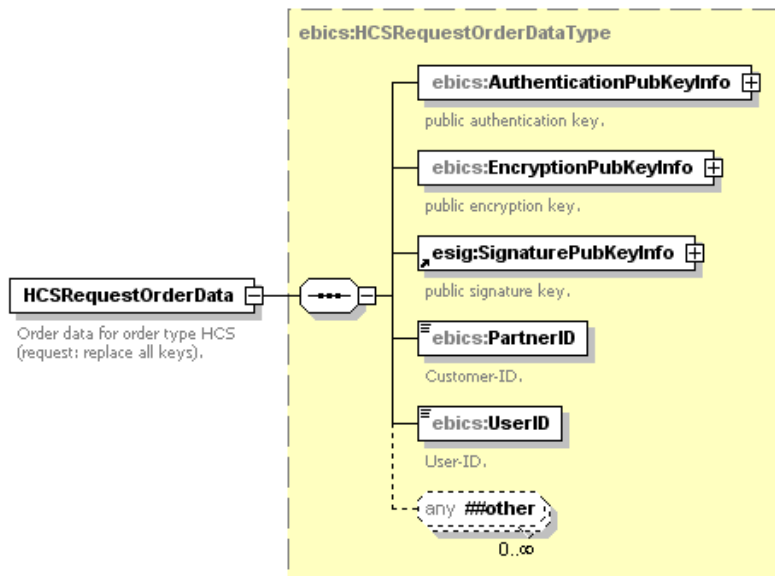 ebics:HCSRequestOrderDataType
ebics:AuthenticationPubKeyInfo
public authentication key.
ebics:EncryptionPubKeyInfo
public encryption key.
esig:SignaturePubKeyInfo
public signature key.
HCSRequestOrderData
Order data for order type HCS
(request: replace all keys).
ebics:PartnerID
Customer-ID.
ebics:UserID
User-ID.
any ##other
0..∞